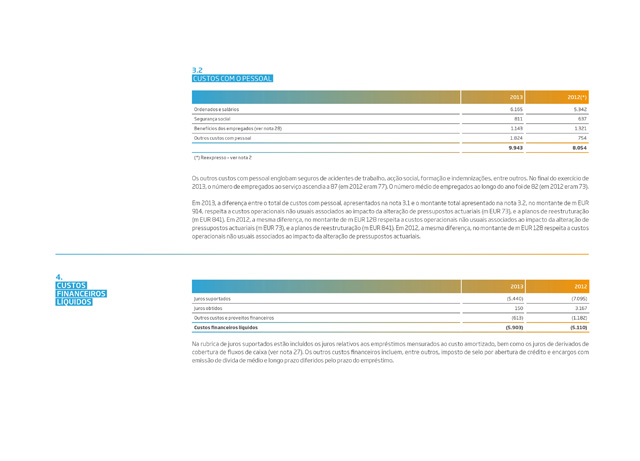 3.2
CUSTOS COM O PESSOAL
2013 2012(*)
Ordenados e salários 6.155 5.942
Segurança social 811 637
Benefícios dos empregados (ver nota 28) 1.149 1.321
Outros custos com pessoal 1.824 754
9.943 8.654
(*) Reexpresso - ver nota 2
Os outros custos com pessoal englobam seguros de acidentes de trabalho, acção social, formação e indemnizações, entre outros. No final do exercício de
2013, o número de empregados ao serviço ascendia a 87 (em 2012 eram 77). O número médio de empregados ao longo do ano foi de 82 (em 2012 eram 73).
Em 2013, a diferença entre o total de custos com pessoal, apresentados na nota 3.1 e o montante total apresentado na nota 3.2, no montante de m EUR
914, respeita a custos operacionais não usuais associados ao impacto da alteração de pressupostos actuariais (m EUR 73), e a planos de reestruturação
(m EUR 841). Em 2012, a mesma diferença, no montante de m EUR 128 respeita a custos operacionais não usuais associados ao impacto da alteração de
pressupostos actuariais (m EUR 73), e a planos de reestruturação (m EUR 841). Em 2012, a mesma diferença, no montante de m EUR 128 respeita a custos
operacionais não usuais associados ao impacto da alteração de pressupostos actuariais.
4.
CUSTOS
FINANCEIROS
LÍQUIDOS
2013 2012
Juros suportados (5.440) (7.095)
Juros obtidos 150 3.167
Outros custos e proveitos financeiros (613) (1.182)
Custos financeiros líquidos (5.903) (5.110)
Na rubrica de juros suportados estão incluídos os juros relativos aos empréstimos mensurados ao custo amortizado, bem como os juros de derivados de
cobertura de fluxos de caixa (ver nota 27). Os outros custos financeiros incluem, entre outros, imposto de selo por abertura de crédito e encargos com
emissão de dívida de médio e longo prazo diferidos pelo prazo do empréstimo.